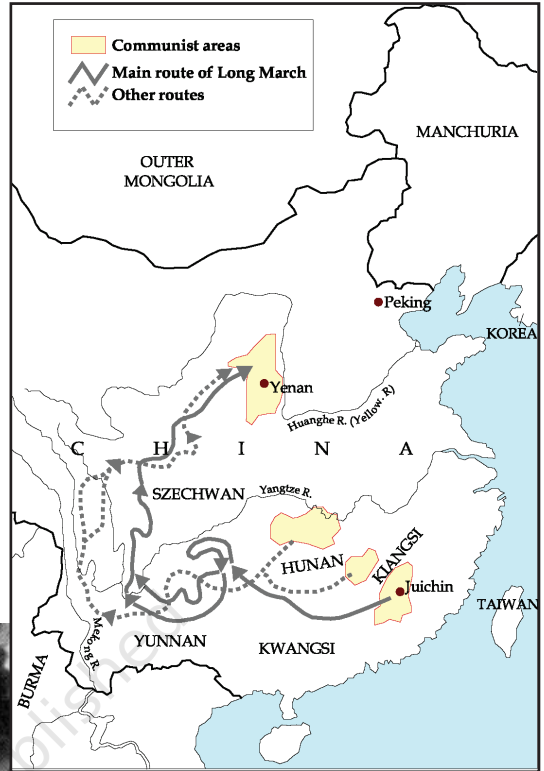 Communist areas
Main route of Long March
Other routes
MANCHURIA
OUTER
MONGOLIA
Peking
KOREA
Yenan
Huanghe R. (Yellow. R)
C H I N A
SZECHWAN
Yangtze R.
HUNAN
KIANGSI
Juichin
TAIWAN
Mekong R.
YUNNAN
KWANGSI
BURMA
plished